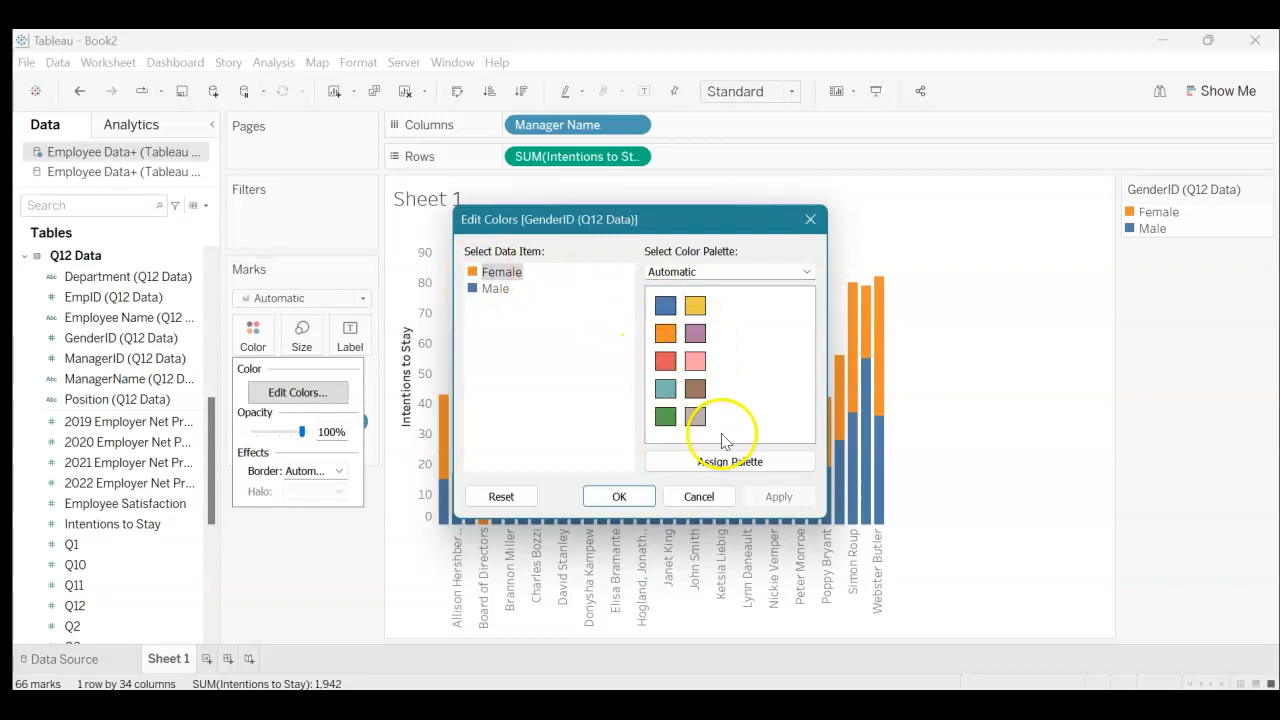 Tableau - Book2
File Data Worksheet Dashboard Story Analysis Map Format Server Window Help
Standard
Show Me
Data Analytics
Employee Data+ (Tableau ...
Employee Data+ (Tableau ...
Search
Tables
Q12 Data
Department (Q12 Data)
EmpID (Q12 Data)
Employee Name (Q12 ...
GenderID (Q12 Data)
ManagerID (Q12 Data)
ManagerName (Q12 D...
Position (Q12 Data)
2019 Employer Net Pr...
2020 Employer Net P...
2021 Employer Net Pr...
2022 Employer Net Pr...
Employee Satisfaction
Intentions to Stay
Q1
Q10
Q11
Q12
Q2
Pages
Filters
Marks
Automatic
Color Size Label
Color
Edit Colors...
Opacity
100%
Effects
Border: Autom...
Halo:
Columns Manager Name
Rows SUM(Intentions to St..
Sheet 1
Intentions to Stay
90
80
70
60
50
40
30
20
10
0
Allison Hershber..
Board of Directors
Brannon Miller
Charles Bozzi
David Stanley
Donysha Kampew
Elisa Bramante
Hogland, Jonath..
Janet King
John Smith
Ketsia Liebig
Lynn Daneault
Nickie Vemper
Peter Monroe
Poppy Bryant
Simon Roup
Webster Butler
Edit Colors [GenderID (Q12 Data)]
Select Data Item:
Female
Male
Select Color Palette:
Automatic
Assign Palette
Reset OK Cancel Apply
GenderID (Q12 Data)
Female
Male
Data Source Sheet 1
66 marks 1 row by 34 columns SUM(Intentions to Stay): 1,942